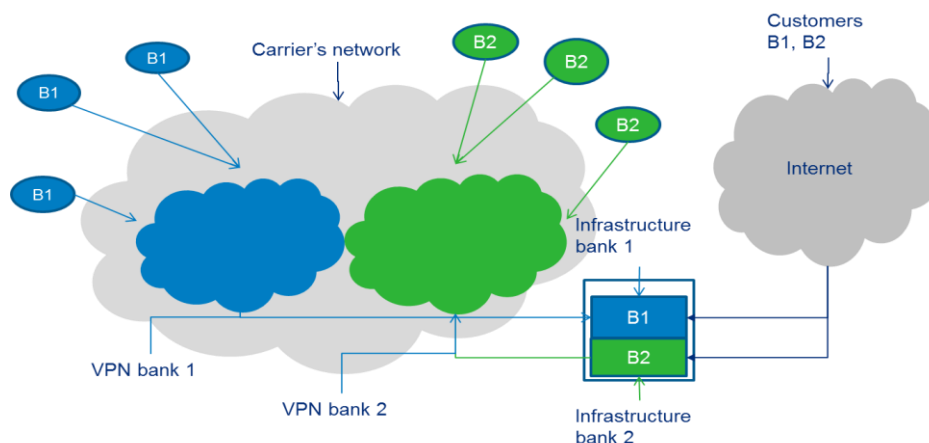 Carrier's network
B1
B1
B1
B2
B2
B2
Customers
B1, B2
Internet
Infrastructure
bank 1
B1
B2
VPN bank 1
VPN bank 2
Infrastructure
bank 2